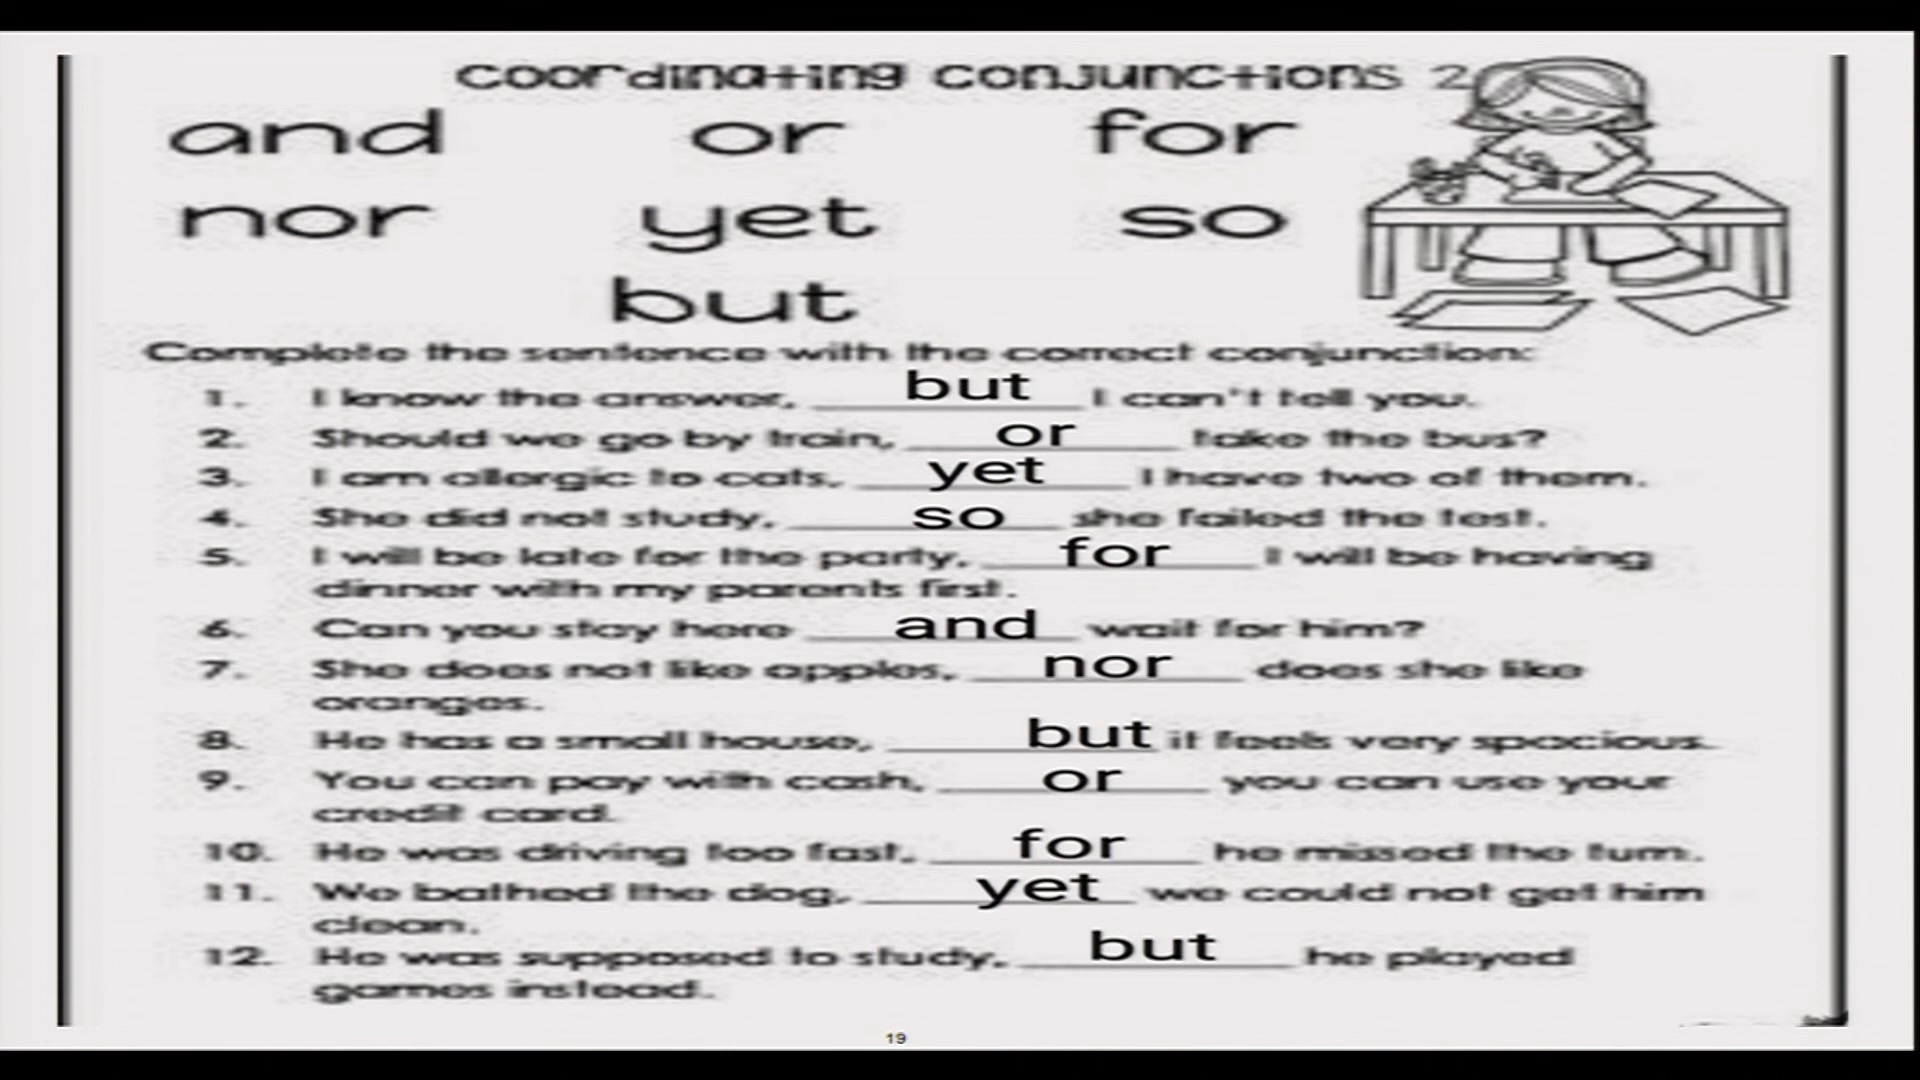 Coordinating Conjunctions 2
and or for
nor yet so
but
Complete the sentence with the correct conjunction:
1. I know the answer, but I can't tell you.
2. Should we go by train, or take the bus?
3. I am allergic to cats, yet I have two of them.
4. She did not study, so she failed the test.
5. I will be late for the party, for I will be having
dinner with my parents first.
6. Can you stay here and wait for him?
7. She does not like apples, nor does she like
oranges.
8. He has a small house, but it feels very spacious.
9. You can pay with cash, or you can use your
credit card.
10. He was driving too fast, for he missed the turn.
11. We bathed the dog, yet we could not get him
clean.
12. He was supposed to study, but he played
games instead.
19